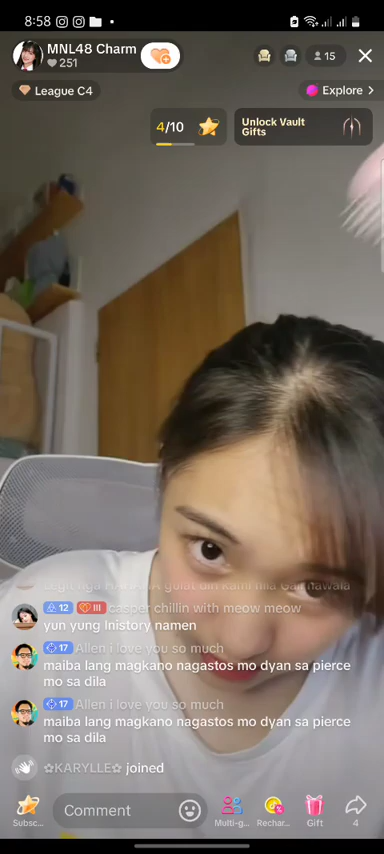 8:58
MNL48 Charm
251
15
League C4
Explore >
4/10
Unlock Vault
Gifts
12 III casper chillin with meow meow
yun yung Inistory namen
17 Allen i love you so much
maiba lang magkano nagastos mo dyan sa pierce
mo sa dila
17 Allen i love you so much
maiba lang magkano nagastos mo dyan sa pierce
mo sa dila
✿KARYLLE✿ joined
Comment
Subsc...
Multi-g...
Rechar...
Gift
4